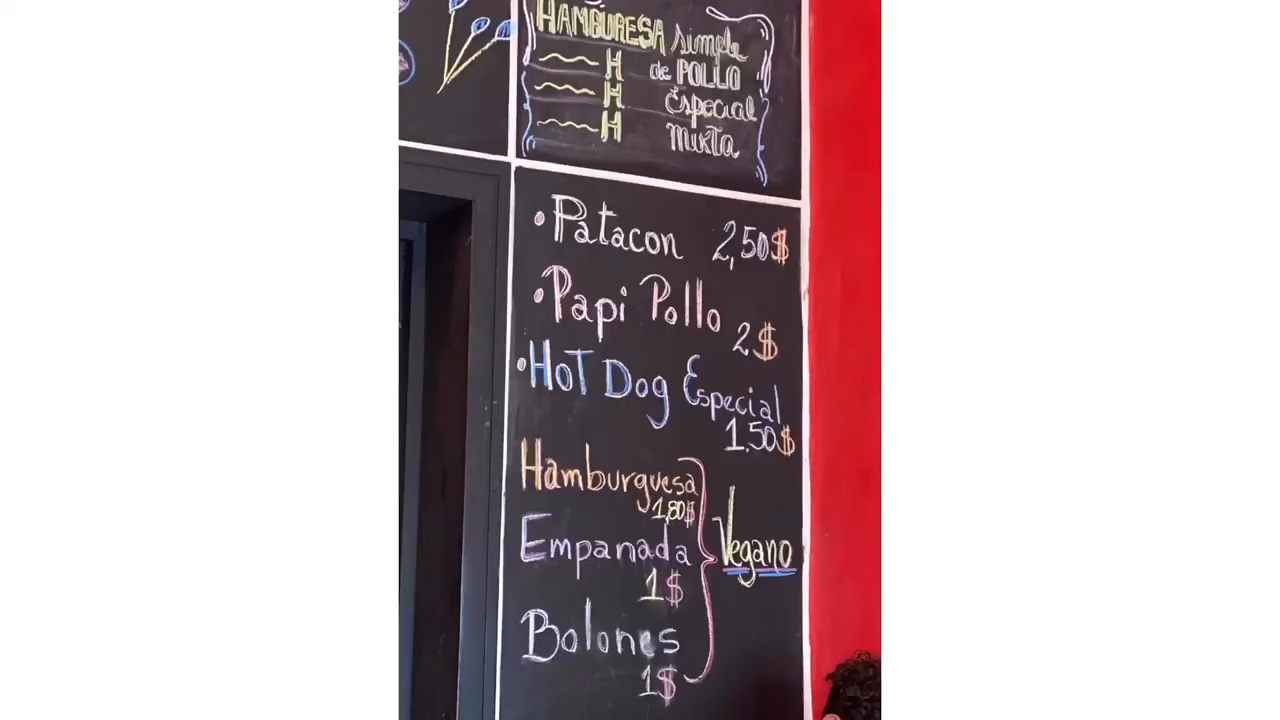 HAMBURESA simple
H de POLLO
H Especial
H mixta
• Patacon 2,50$
• Papi Pollo 2$
• HOT DOg Especial
1.50$
Hamburguesa
1,80$
Empanada
1$
Vegano
Bolones
1$